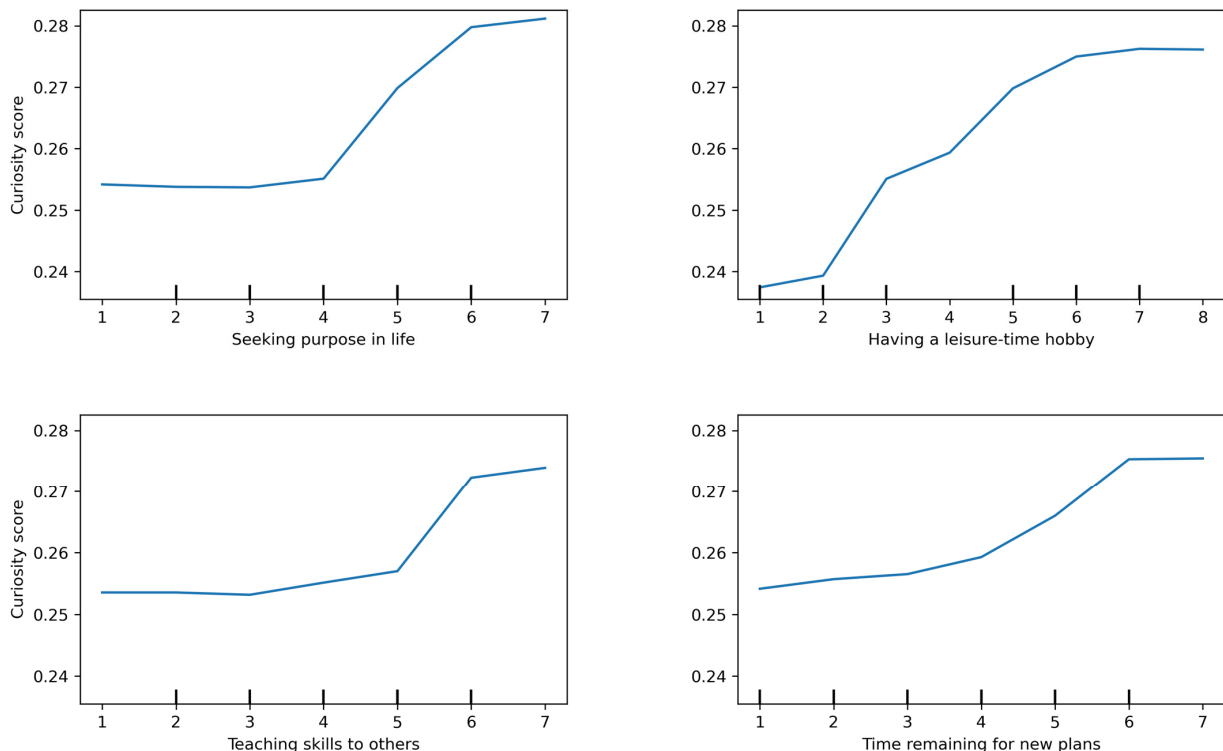 0.28
0.27
0.26
0.25
0.24
Curiosity score
1 2 3 4 5 6 7
Seeking purpose in life
0.28
0.27
0.26
0.25
0.24
1 2 3 4 5 6 7 8
Having a leisure-time hobby
0.28
0.27
0.26
0.25
0.24
Curiosity score
1 2 3 4 5 6 7
Teaching skills to others
0.28
0.27
0.26
0.25
0.24
1 2 3 4 5 6 7
Time remaining for new plans